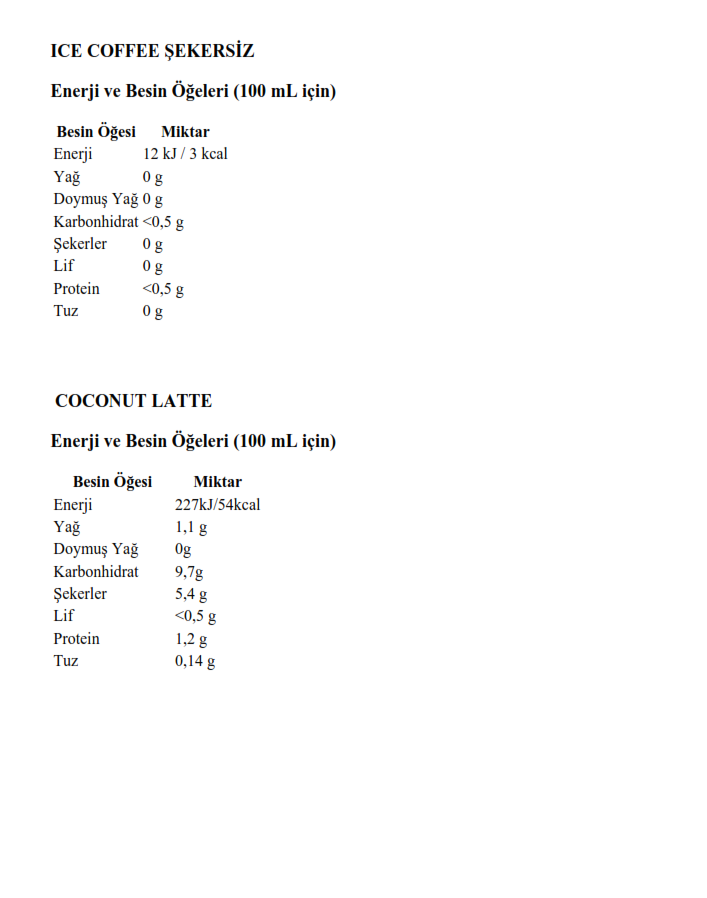 ICE COFFEE ŞEKERSİZ
Enerji ve Besin Öğeleri (100 mL için)
Besin Öğesi Miktar
Enerji 12 kJ / 3 kcal
Yağ 0 g
Doymuş Yağ 0 g
Karbonhidrat <0,5 g
Şekerler 0 g
Lif 0 g
Protein <0,5 g
Tuz 0 g
COCONUT LATTE
Enerji ve Besin Öğeleri (100 mL için)
Besin Öğesi Miktar
Enerji 227kJ/54kcal
Yağ 1,1 g
Doymuş Yağ 0g
Karbonhidrat 9,7g
Şekerler 5,4 g
Lif <0,5 g
Protein 1,2 g
Tuz 0,14 g